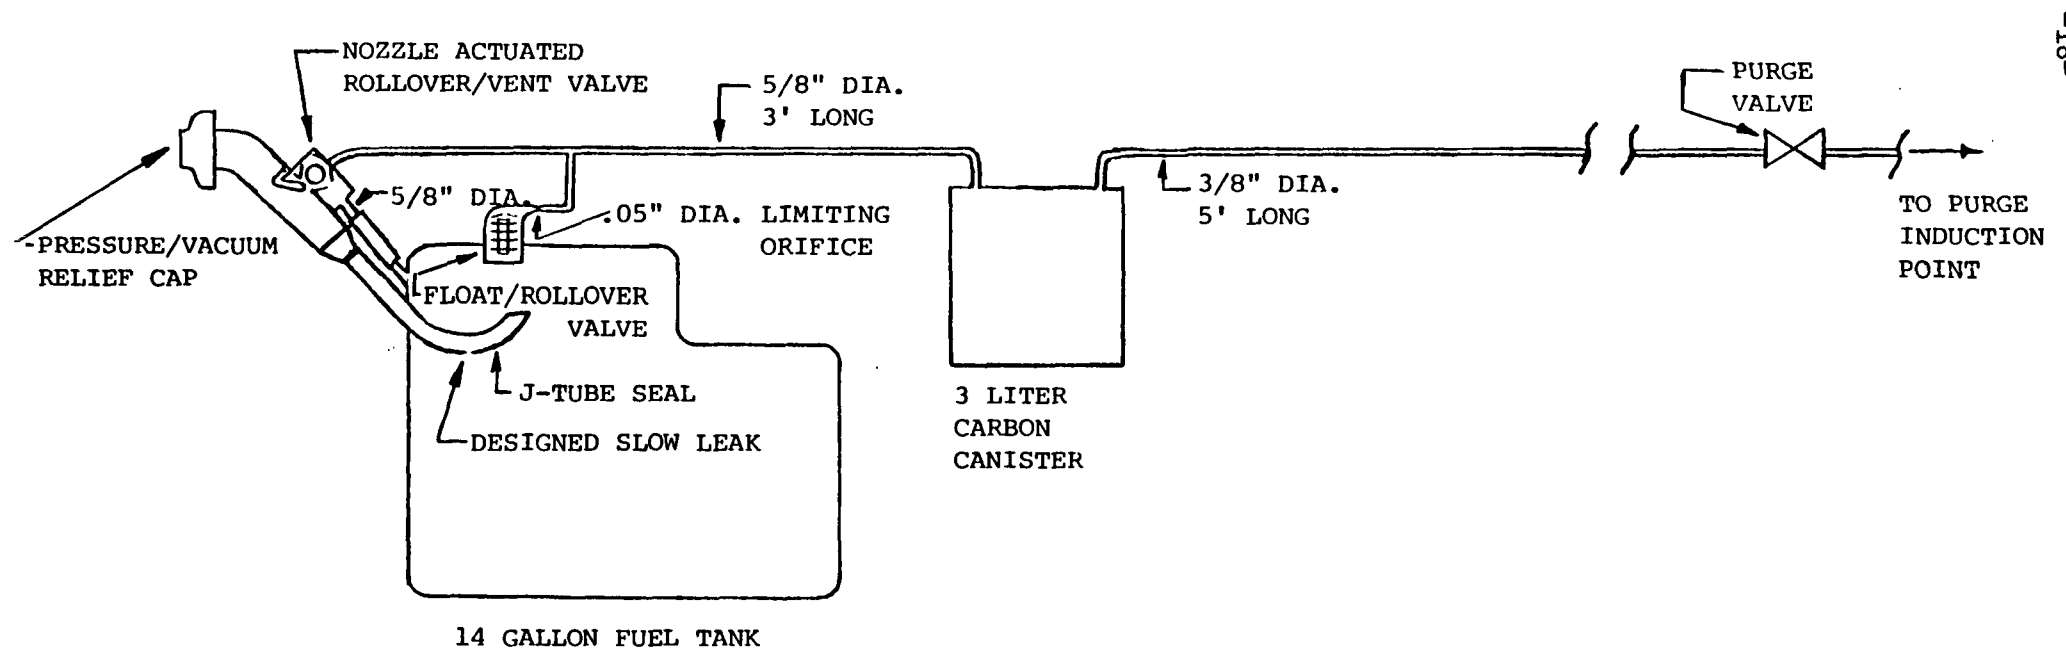 NOZZLE ACTUATED
ROLLOVER/VENT VALVE
5/8" DIA.
3' LONG
PURGE
VALVE
5/8" DIA.
.05" DIA. LIMITING
ORIFICE
3/8" DIA.
5' LONG
TO PURGE
INDUCTION
POINT
PRESSURE/VACUUM
RELIEF CAP
FLOAT/ROLLOVER
VALVE
J-TUBE SEAL
DESIGNED SLOW LEAK
3 LITER
CARBON
CANISTER
14 GALLON FUEL TANK